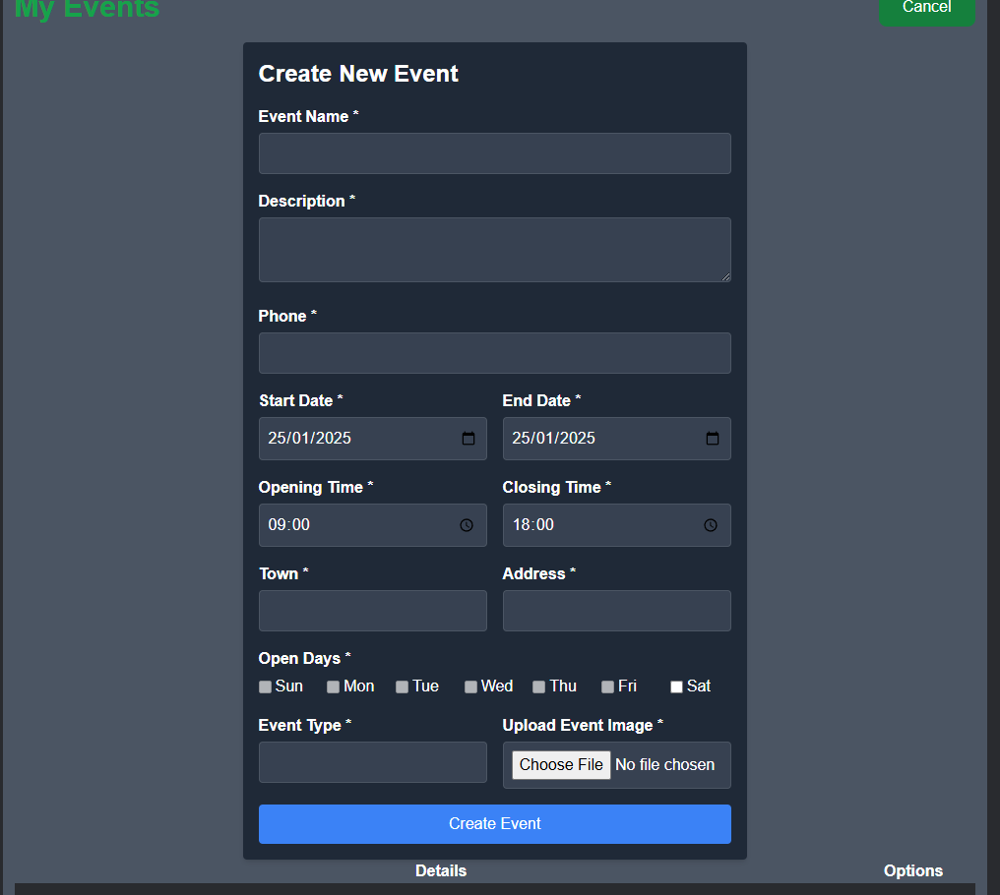 My Events
Cancel
Create New Event
Event Name *
Description *
Phone *
Start Date * End Date *
25/01/2025 25/01/2025
Opening Time * Closing Time *
09:00 18:00
Town * Address *
Open Days *
Sun Mon Tue Wed Thu Fri Sat
Event Type * Upload Event Image *
Choose File No file chosen
Create Event
Details Options